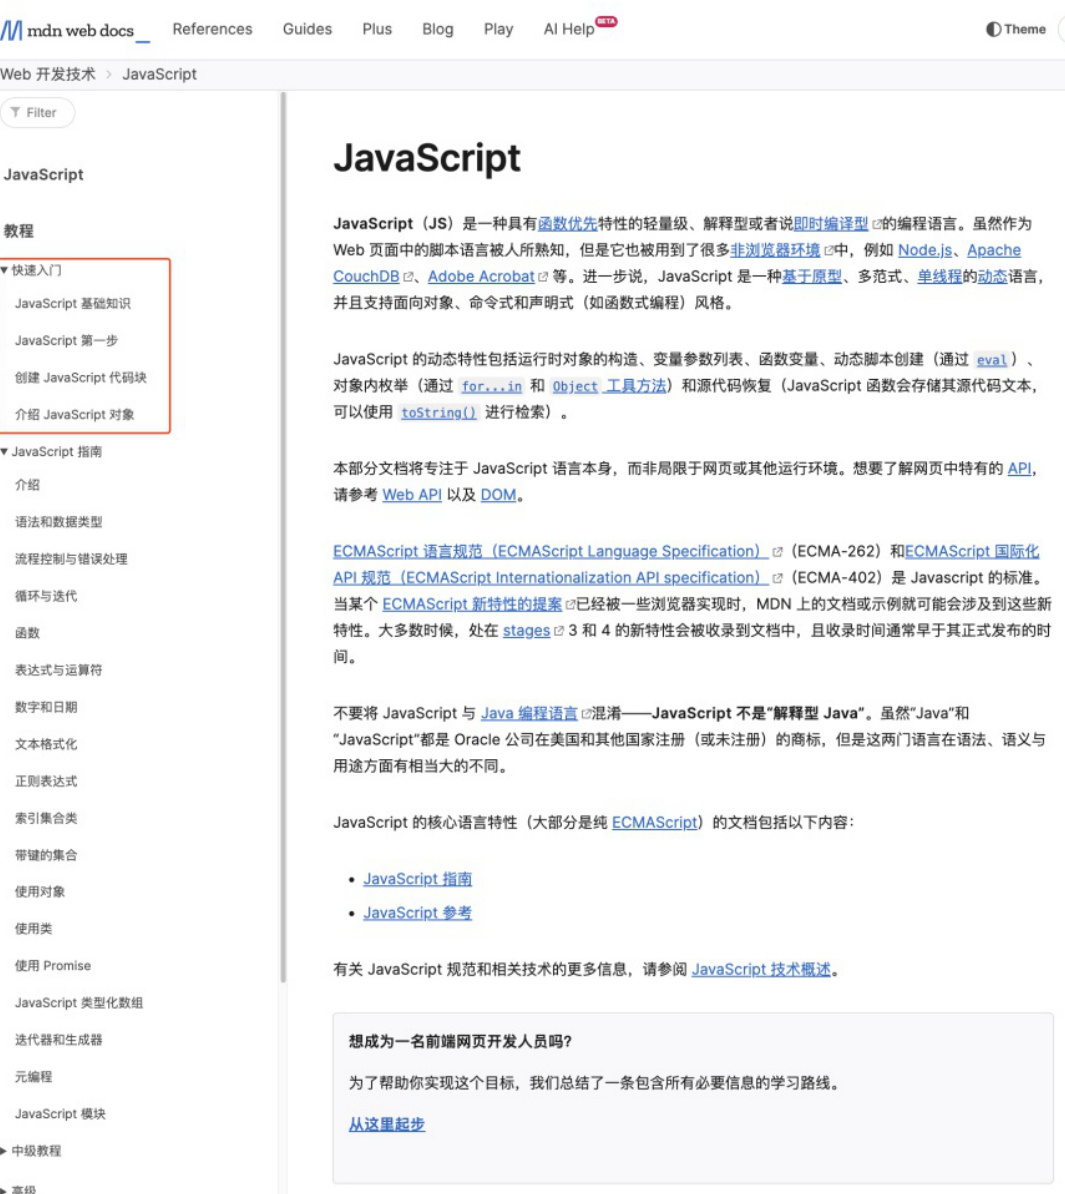 mdn web docs_
References
Guides
Plus
Blog
Play
AI Help
BETA
Theme
Web 开发技术 › JavaScript
Filter
JavaScript
教程
▼快速入门
JavaScript 基础知识
JavaScript 第一步
创建 JavaScript 代码块
介绍 JavaScript 对象
▼JavaScript 指南
介绍
语法和数据类型
流程控制与错误处理
循环与迭代
函数
表达式与运算符
数字和日期
文本格式化
正则表达式
索引集合类
带键的集合
使用对象
使用类
使用 Promise
JavaScript 类型化数组
迭代器和生成器
元编程
JavaScript 模块
▶中级教程
▶高级
JavaScript
JavaScript（JS）是一种具有函数优先特性的轻量级、解释型或者说即时编译型的编程语言。虽然作为
Web 页面中的脚本语言被人所熟知，但是它也被用到了很多非浏览器环境中，例如 Node.js、Apache
CouchDB、Adobe Acrobat 等。进一步说，JavaScript 是一种基于原型、多范式、单线程的动态语言，
并且支持面向对象、命令式和声明式（如函数式编程）风格。
JavaScript 的动态特性包括运行时对象的构造、变量参数列表、函数变量、动态脚本创建（通过 eval）、
对象内枚举（通过 for...in 和 Object 工具方法）和源代码恢复（JavaScript 函数会存储其源代码文本，
可以使用 toString() 进行检索）。
本部分文档将专注于 JavaScript 语言本身，而非局限于网页或其他运行环境。想要了解网页中特有的 API，
请参考 Web API 以及 DOM。
ECMAScript 语言规范（ECMAScript Language Specification）（ECMA-262）和ECMAScript 国际化
API 规范（ECMAScript Internationalization API specification）（ECMA-402）是 Javascript 的标准。
当某个 ECMAScript 新特性的提案已经被一些浏览器实现时，MDN 上的文档或示例就可能会涉及到这些新
特性。大多数时候，处在 stages 3 和 4 的新特性会被收录到文档中，且收录时间通常早于其正式发布的时
间。
不要将 JavaScript 与 Java 编程语言混淆——JavaScript 不是“解释型 Java”。虽然“Java”和
“JavaScript”都是 Oracle 公司在美国和其他国家注册（或未注册）的商标，但是这两门语言在语法、语义与
用途方面有相当大的不同。
JavaScript 的核心语言特性（大部分是纯 ECMAScript）的文档包括以下内容：
• JavaScript 指南
• JavaScript 参考
有关 JavaScript 规范和相关技术的更多信息，请参阅 JavaScript 技术概述。
想成为一名前端网页开发人员吗？
为了帮助你实现这个目标，我们总结了一条包含所有必要信息的学习路线。
从这里起步